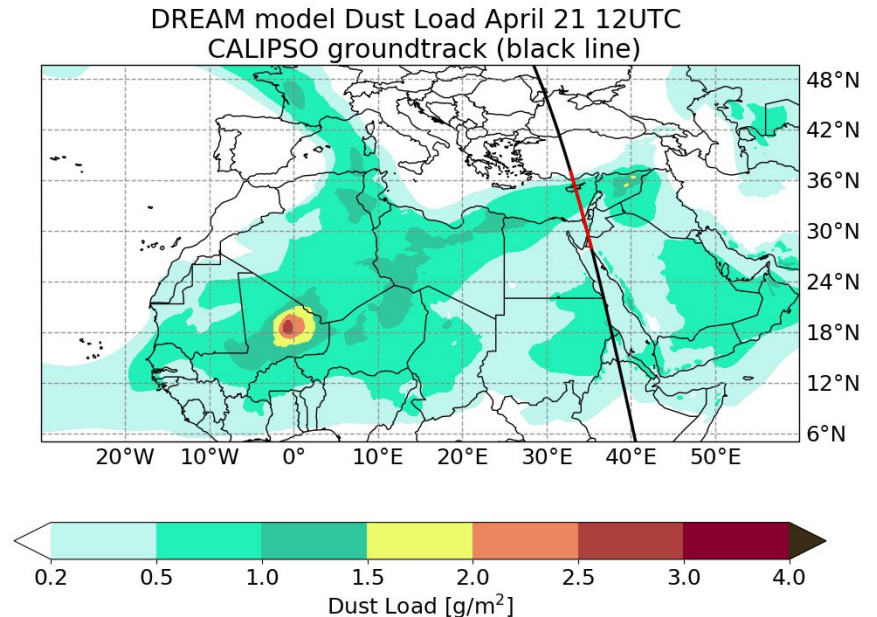 DREAM model Dust Load April 21 12UTC
CALIPSO groundtrack (black line)
48°N
42°N
36°N
30°N
24°N
18°N
12°N
6°N
20°W 10°W 0° 10°E 20°E 30°E 40°E 50°E
0.2 0.5 1.0 1.5 2.0 2.5 3.0 4.0
Dust Load [g/m²]